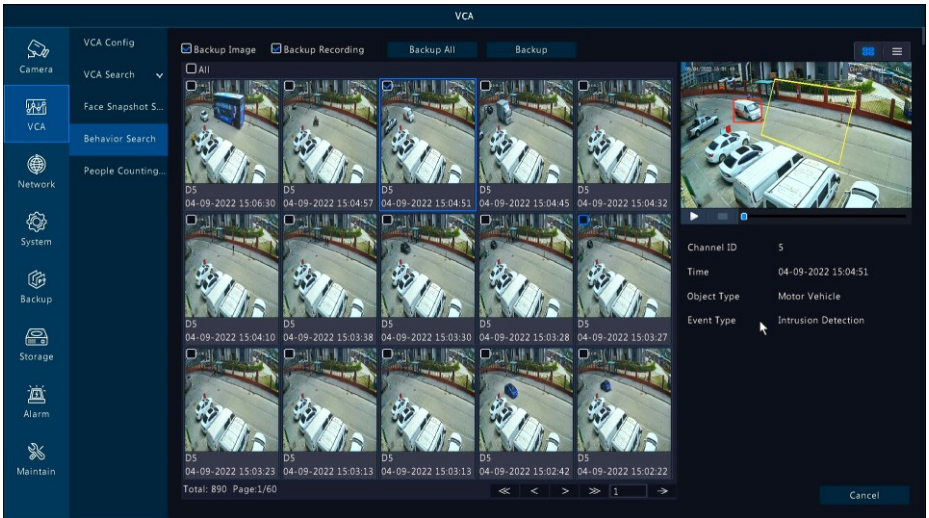 VCA
Camera
VCA
Network
System
Backup
Storage
Alarm
Maintain
VCA Config
VCA Search
Face Snapshot S...
Behavior Search
People Counting...
Backup Image Backup Recording Backup All Backup
All
D5 D5 D5 D5 D5
04-09-2022 15:06:30 04-09-2022 15:04:57 04-09-2022 15:04:51 04-09-2022 15:04:45 04-09-2022 15:04:32
D5 D5 D5 D5 D5
04-09-2022 15:04:10 04-09-2022 15:03:38 04-09-2022 15:03:30 04-09-2022 15:03:28 04-09-2022 15:03:27
D5 D5 D5 D5 D5
04-09-2022 15:03:23 04-09-2022 15:03:13 04-09-2022 15:03:13 04-09-2022 15:02:42 04-09-2022 15:02:22
Total: 890 Page:1/60
1
Channel ID 5
Time 04-09-2022 15:04:51
Object Type Motor Vehicle
Event Type Intrusion Detection
Cancel